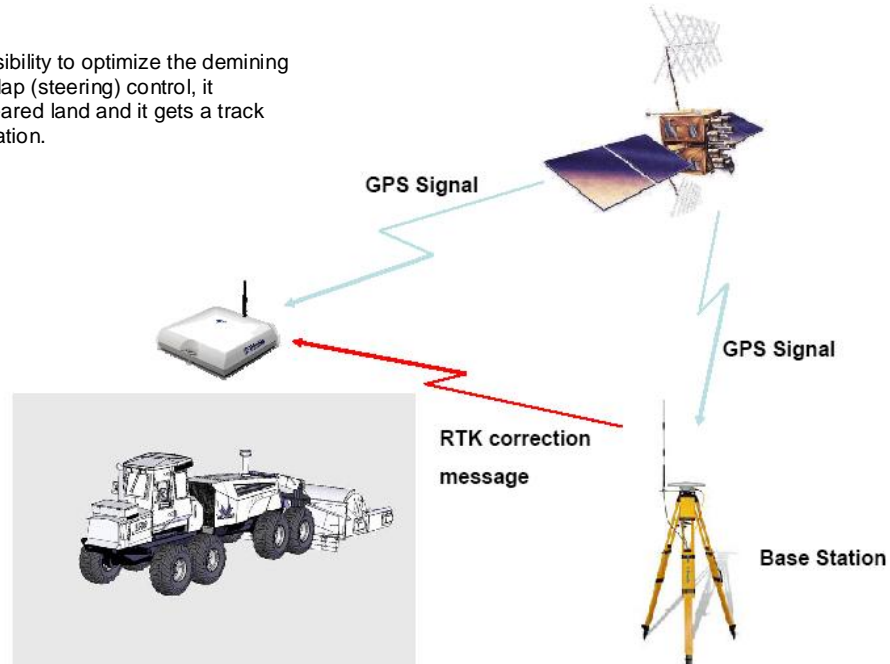 sibility to optimize the demining
lap (steering) control, it
eared land and it gets a track
ation.
GPS Signal
GPS Signal
RTK correction
message
Base Station